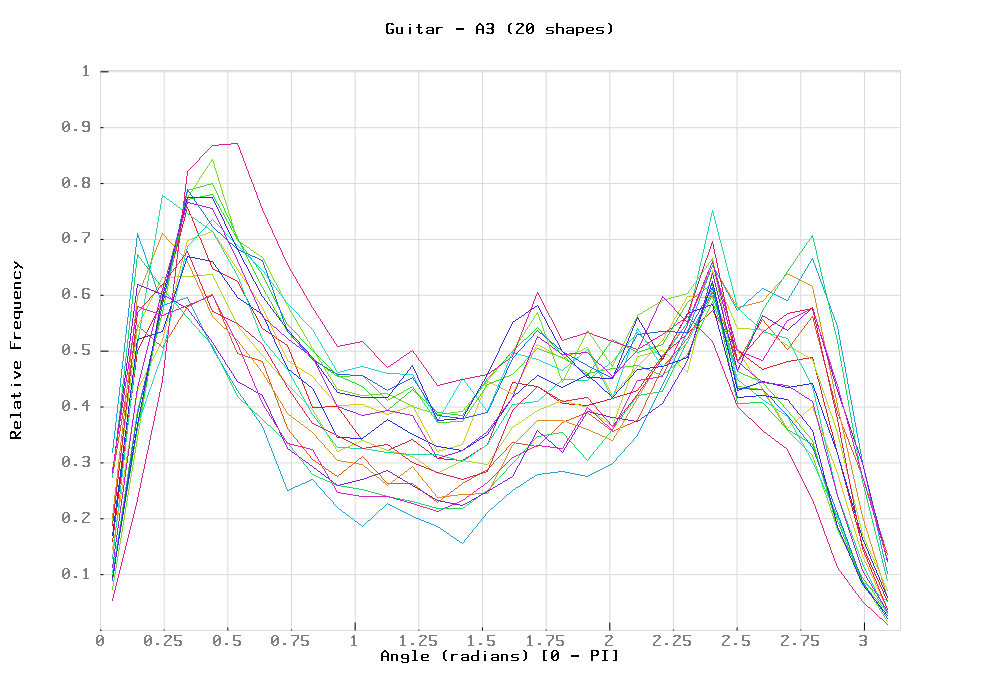 Guitar - A3 (20 shapes)
1
0.9
0.8
0.7
0.6
0.5
0.4
0.3
0.2
0.1
Relative Frequency
0 0.25 0.5 0.75 1 1.25 1.5 1.75 2 2.25 2.5 2.75 3
Angle (radians) [0 - PI]